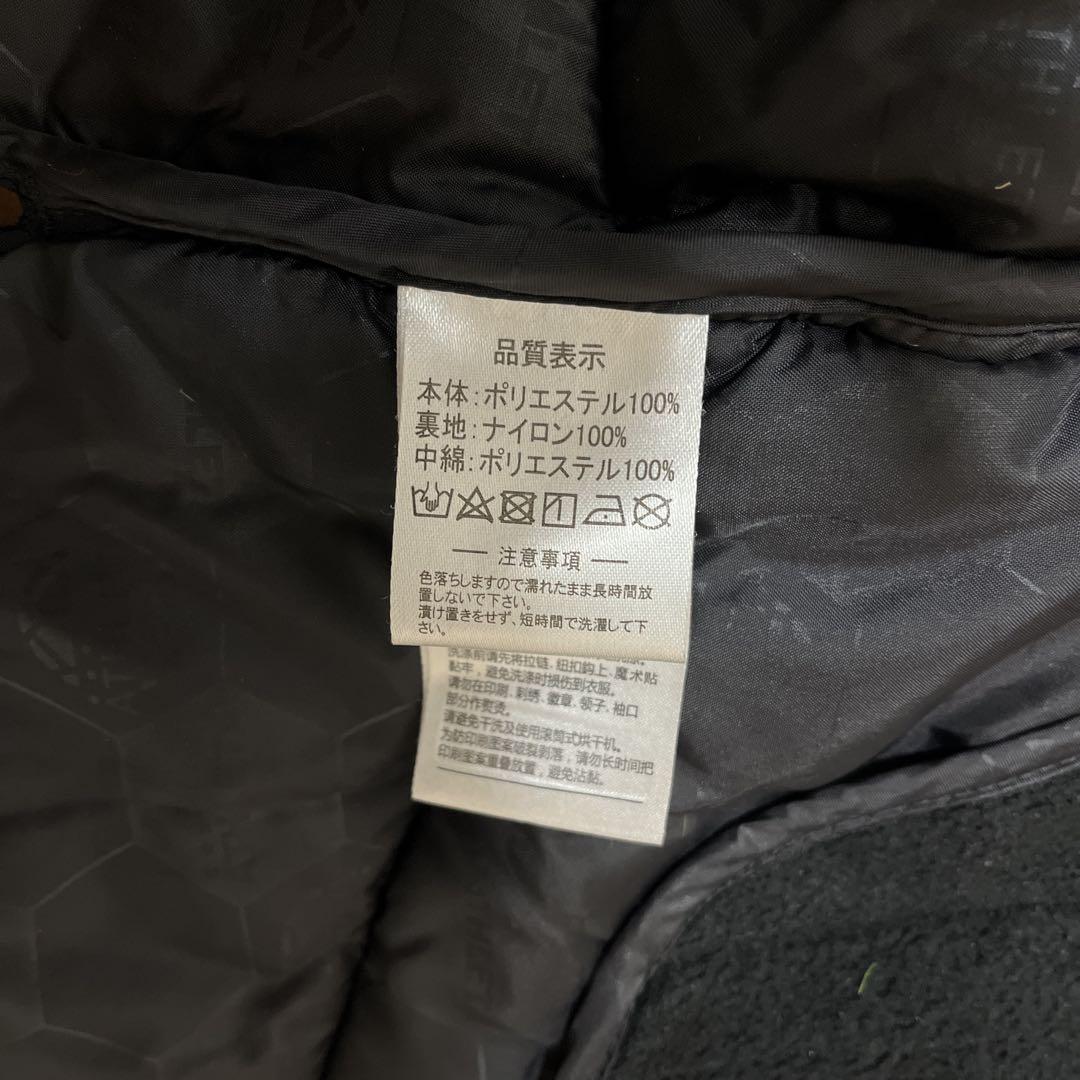 品質表示
本体:ポリエステル100%
裏地:ナイロン100%
中綿:ポリエステル100%
注意事項
色落ちしますので濡れたまま長時間放
置しないで下さい。
漬け置きをせず、短時間で洗濯して下
さい。
洗涤前请先将拉链、纽扣鈎上、魔术贴
黏牢，避免洗涤时损伤到衣服。
请勿在印刷、刺绣、徽章、领子、袖口
部分作熨烫。
请避免干洗及使用滚筒式烘干机。
为防印刷图案破裂剥落，请勿长时间把
印刷图案重叠放置，避免沾黏。